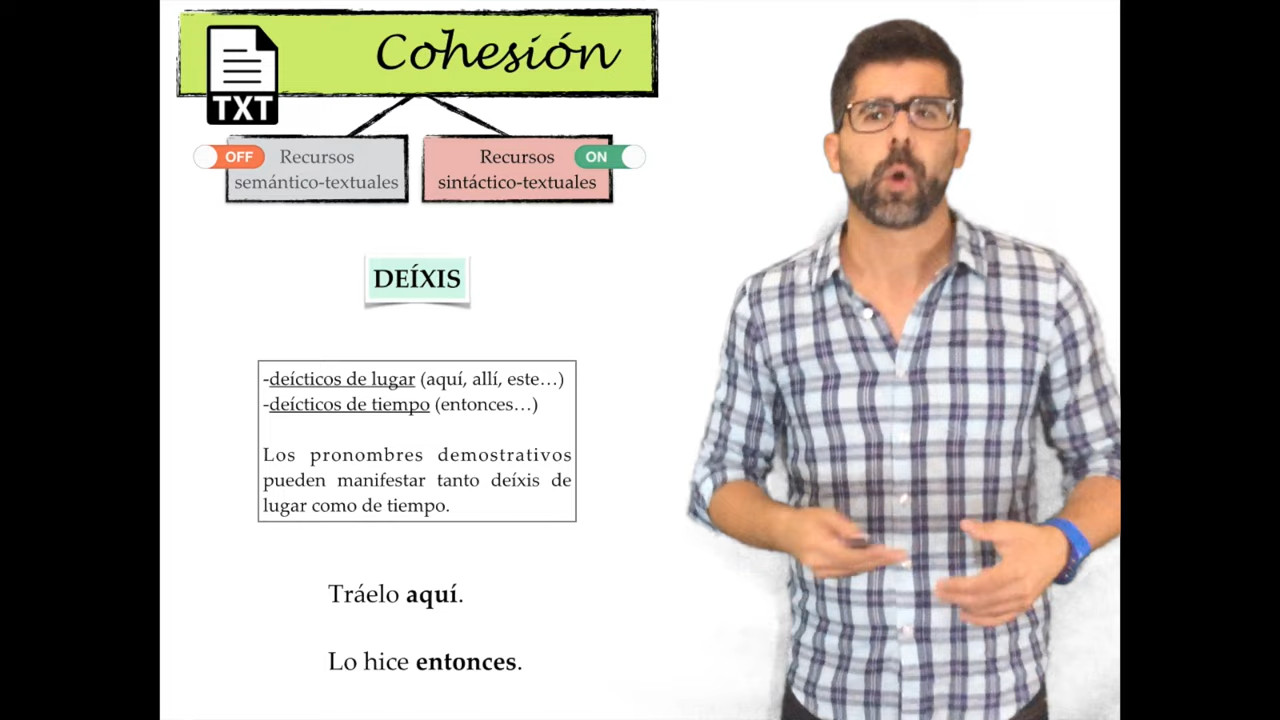 Cohesión
TXT
OFF
Recursos
semántico-textuales
Recursos
sintáctico-textuales
ON
DEÍXIS
-deícticos de lugar (aquí, allí, este…)
-deícticos de tiempo (entonces…)
Los pronombres demostrativos
pueden manifestar tanto deíxis de
lugar como de tiempo.
Tráelo aquí.
Lo hice entonces.